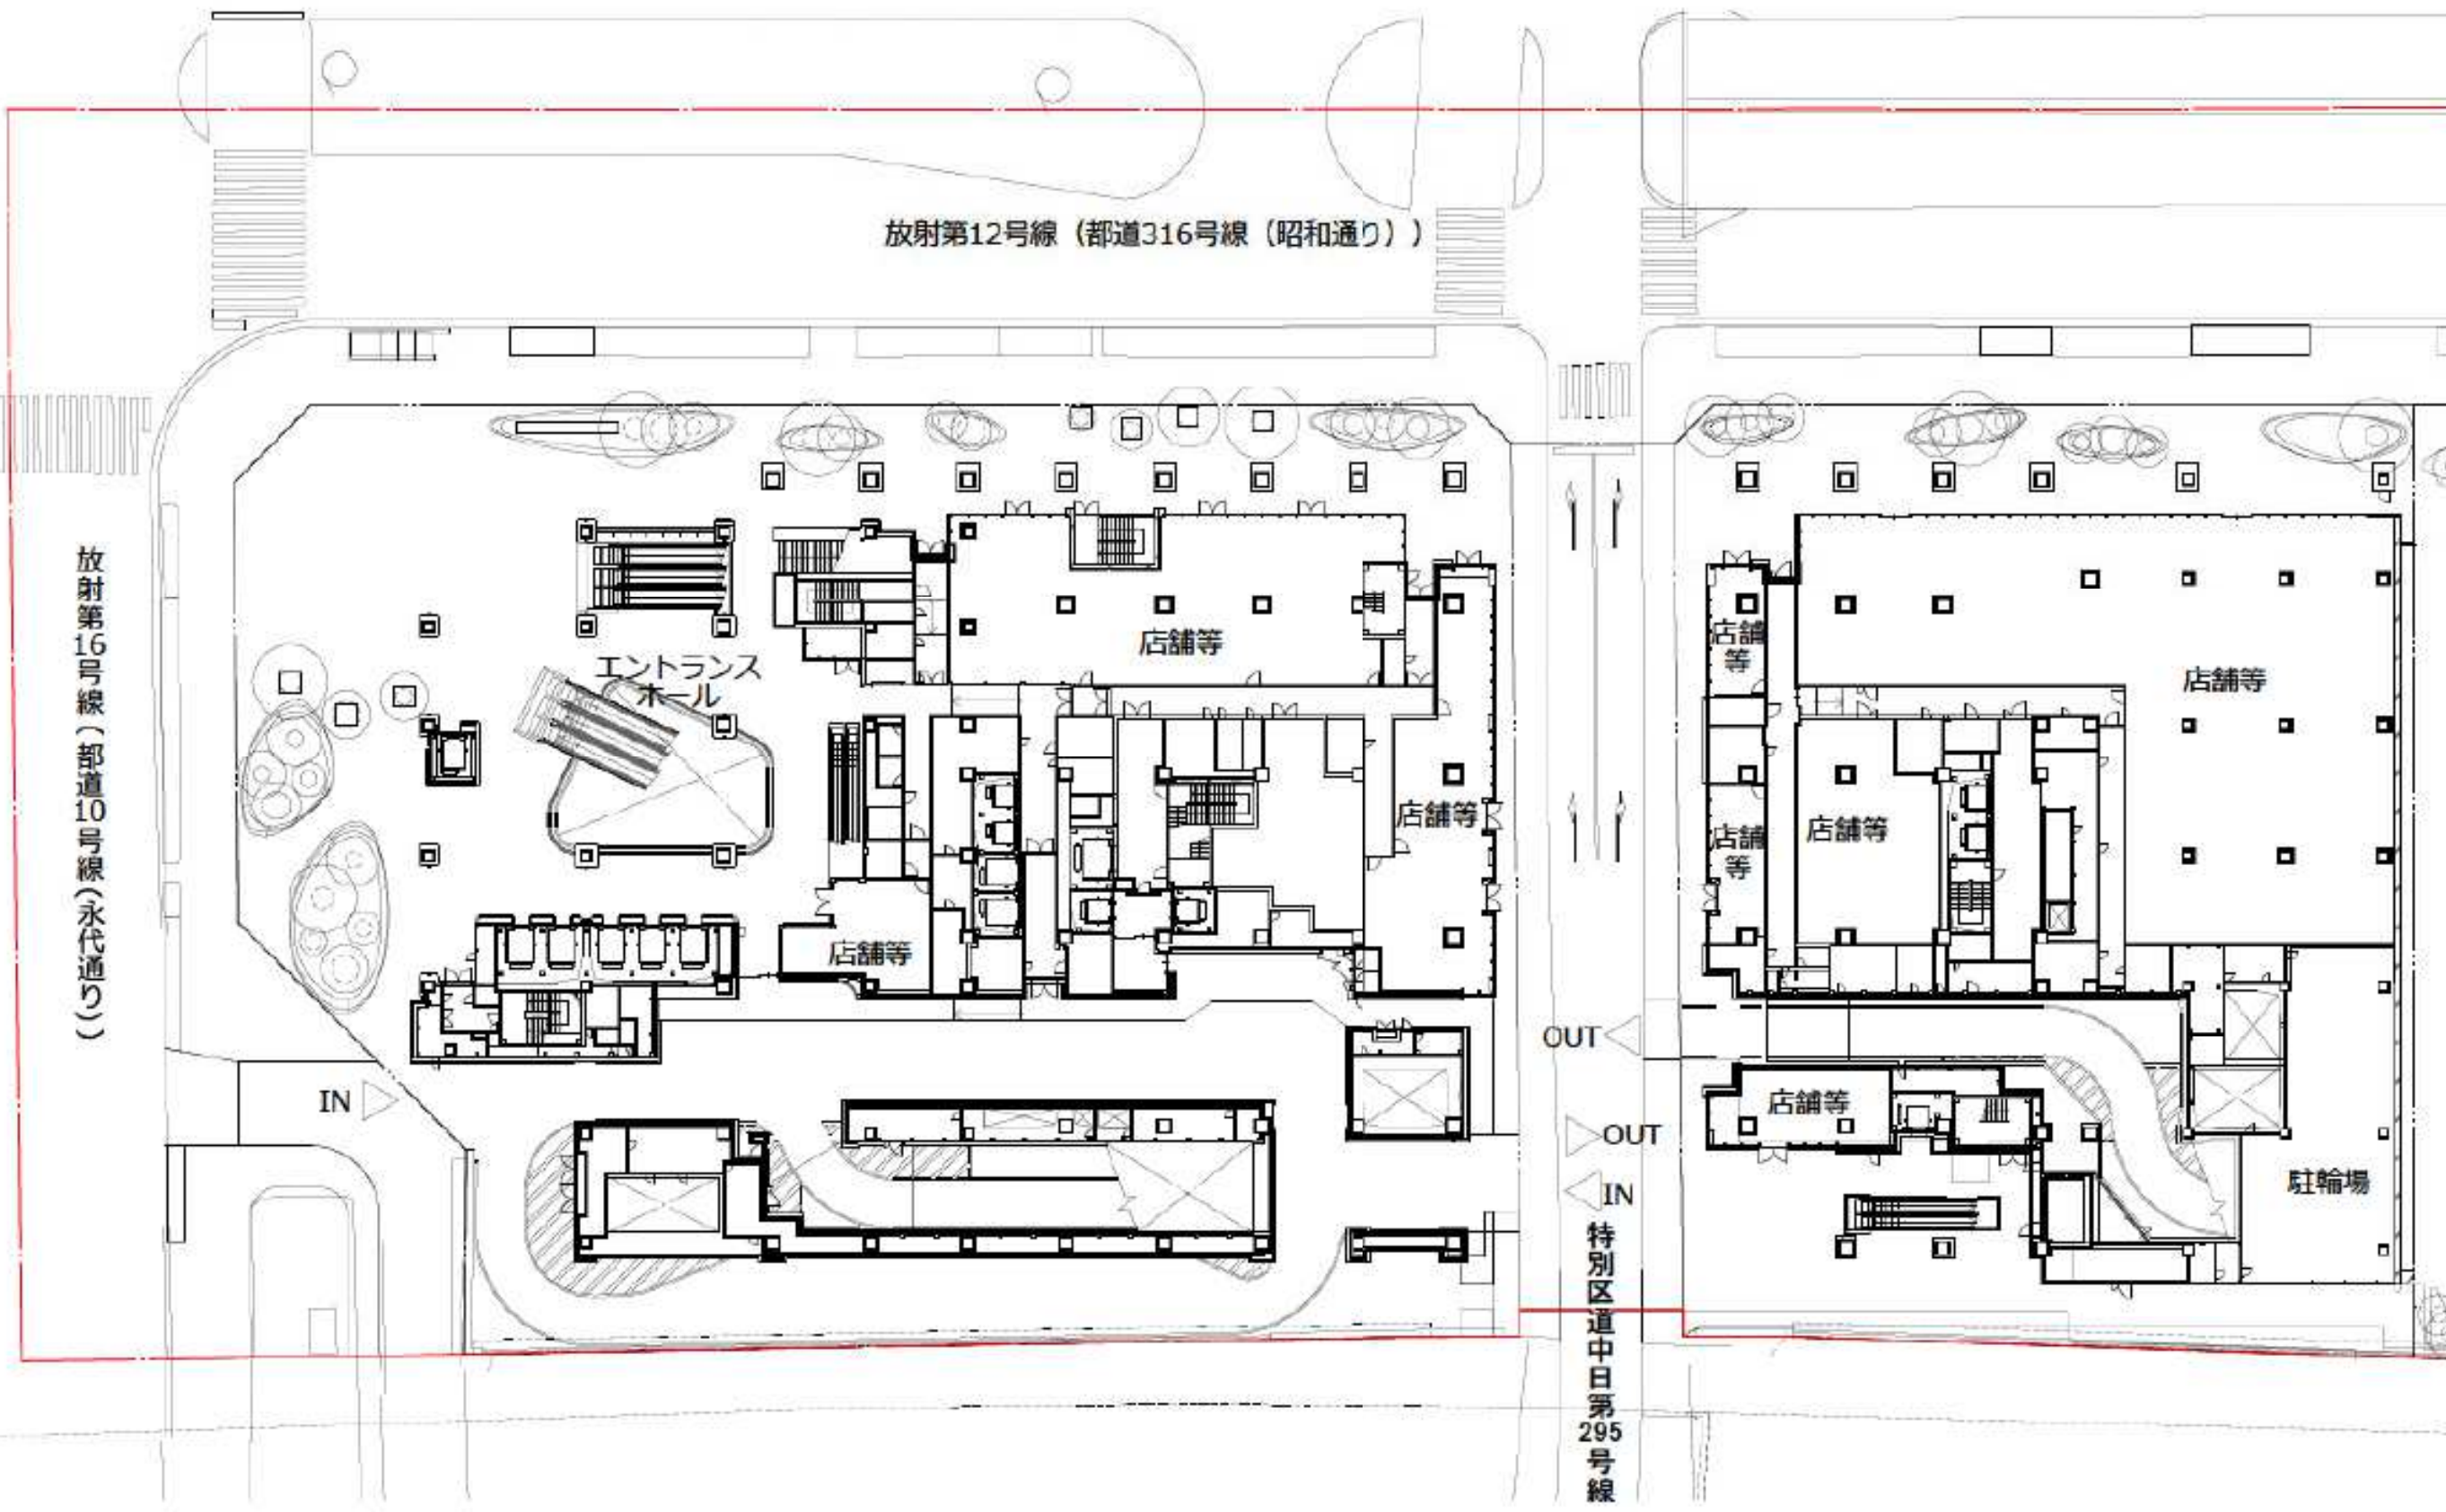 放射第12号線（都道316号線（昭和通り））
放射第16号線（都道10号線（永代通り））
エントランス
ホール
店舗等
店舗等
店舗等
店舗
等
店舗等
店舗
等
店舗等
店舗等
駐輪場
IN
OUT
OUT
IN
特別区道中日第295号線